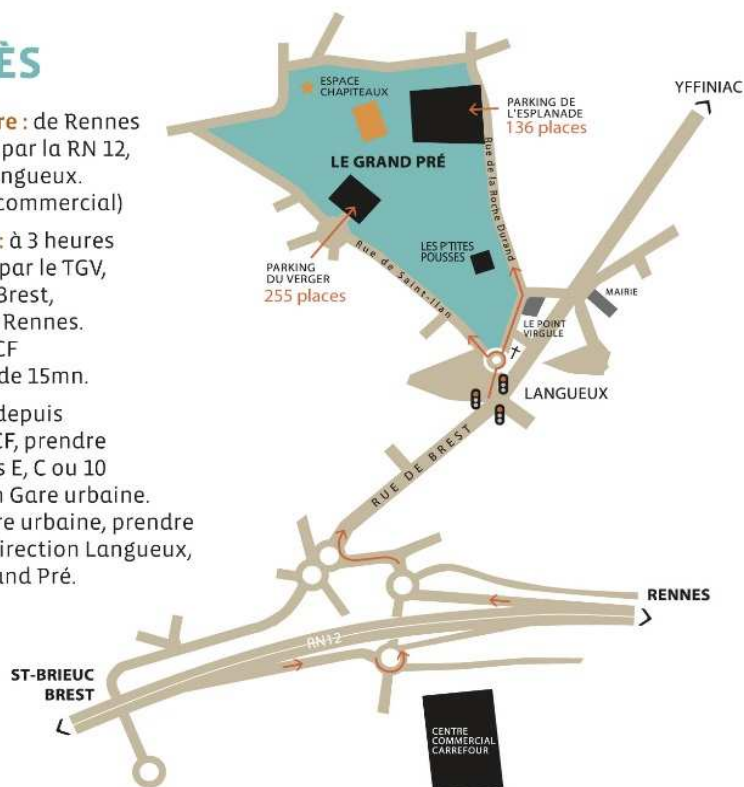 ÈS
re : de Rennes
par la RN 12,
ngueux.
commercial)
: à 3 heures
par le TGV,
Brest,
Rennes.
CF
de 15mn.
depuis
CF, prendre
s E, C ou 10
n Gare urbaine.
re urbaine, prendre
direction Langueux,
and Pré.
ESPACE
CHAPITEAUX
PARKING DE
L'ESPLANADE
136 places
YFFINIAC
LE GRAND PRÉ
Rue de la Roche Durand
LES P'TITES
POUSSES
PARKING
DU VERGER
255 places
Rue de Saint-Ilan
MAIRIE
LE POINT
VIRGULE
LANGUEUX
RUE DE BREST
RENNES
RN12
ST-BRIEUC
BREST
CENTRE
COMMERCIAL
CARREFOUR